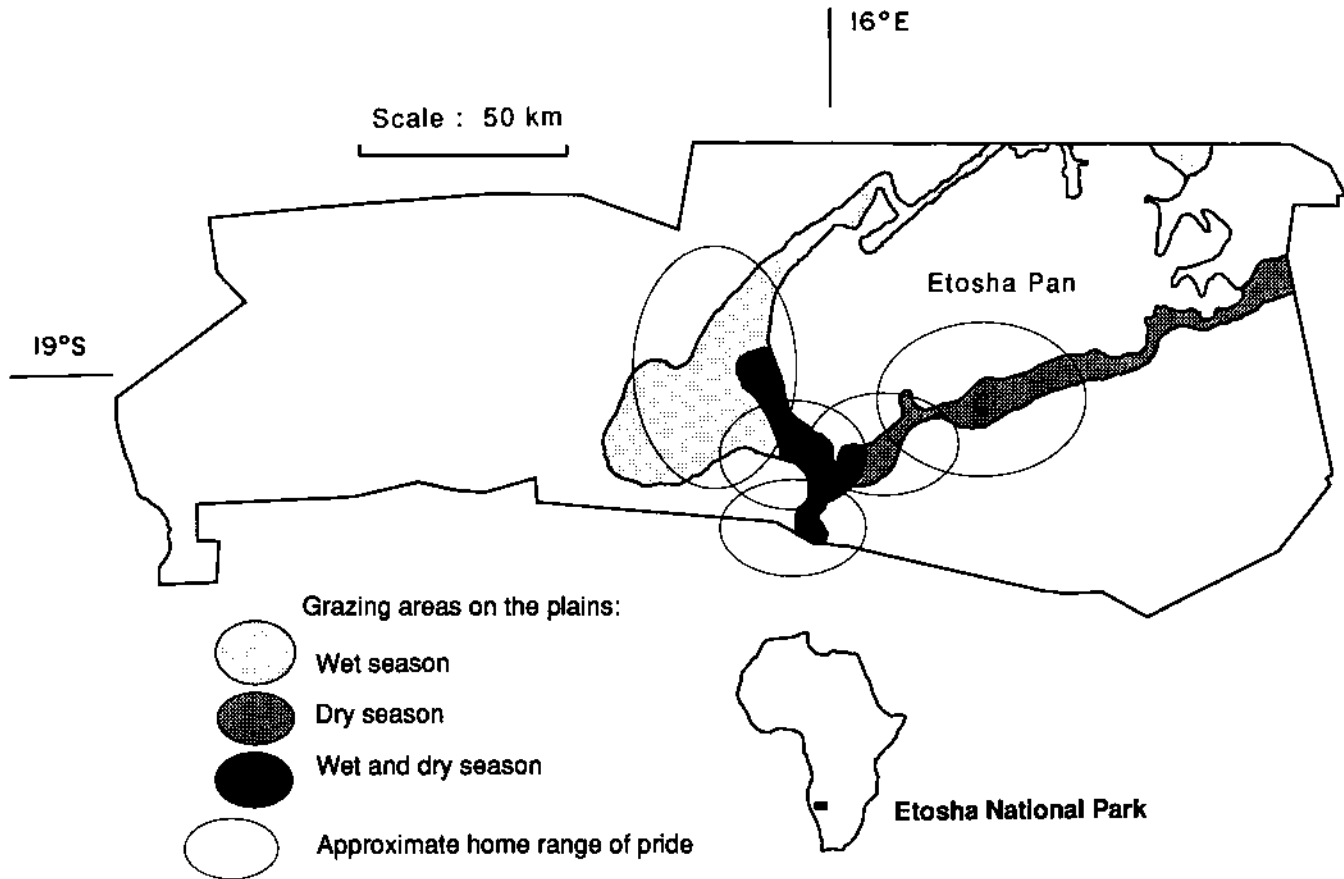 16°E
Scale : 50 km
Etosha Pan
19°S
Grazing areas on the plains:
Wet season
Dry season
Wet and dry season
Etosha National Park
Approximate home range of pride